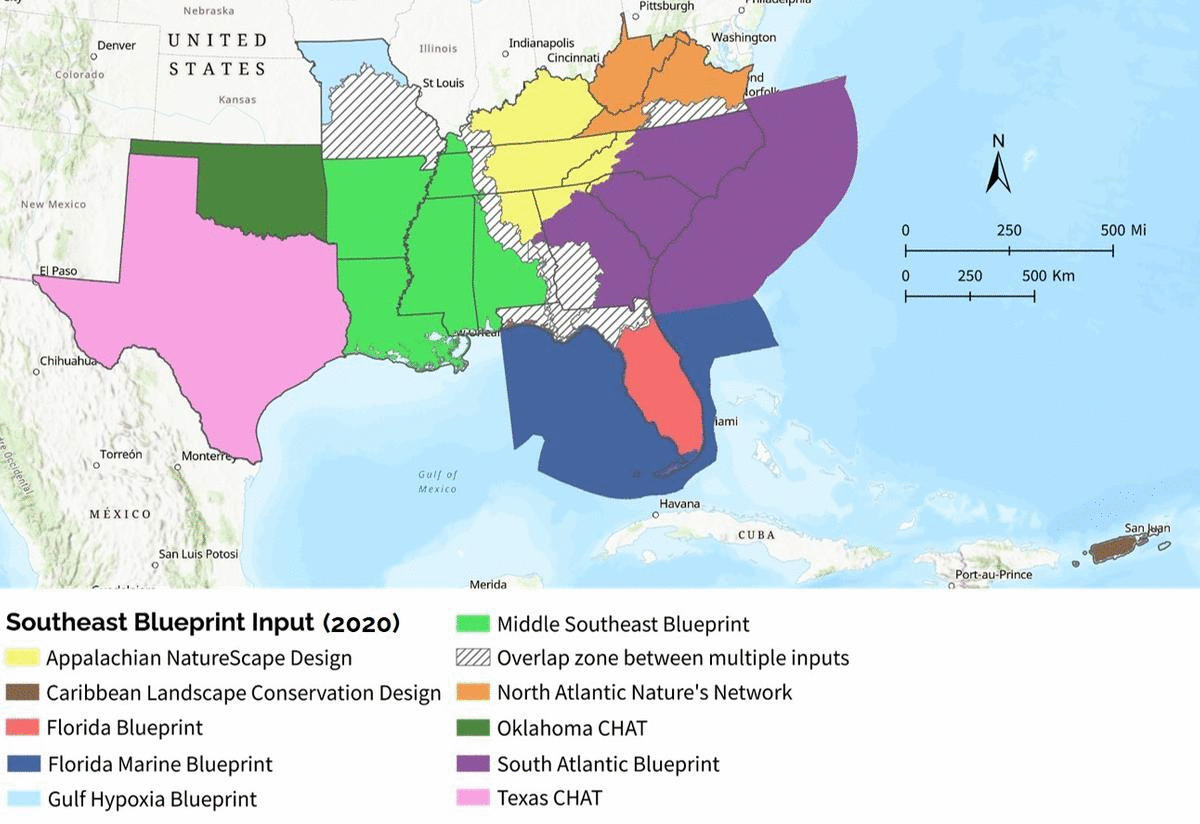 Pittsburgh
Philadelphia
Nebraska
UNITED
STATES
Denver
Colorado
Kansas
Illinois
Indianapolis
Cincinnati
Washington
St Louis
nd
Norfolk
New Mexico
El Paso
N
0 250 500 Mi
0 250 500 Km
Chihuahua
iami
Torreón
Monterrey
Gulf of
Mexico
MÉXICO
Havana
CUBA
San Juan
San Luis Potosi
Port-au-Prince
Merida
Southeast Blueprint Input (2020)
Appalachian NatureScape Design
Caribbean Landscape Conservation Design
Florida Blueprint
Florida Marine Blueprint
Gulf Hypoxia Blueprint
Middle Southeast Blueprint
Overlap zone between multiple inputs
North Atlantic Nature's Network
Oklahoma CHAT
South Atlantic Blueprint
Texas CHAT